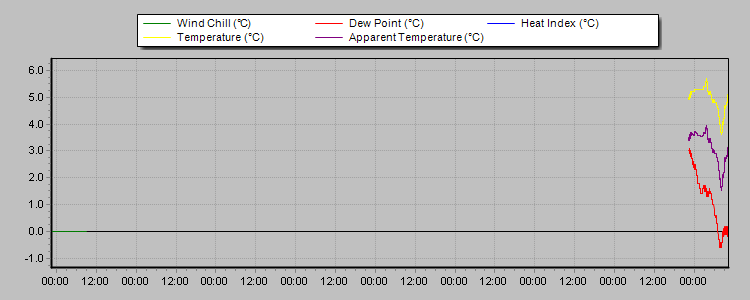 Wind Chill (°C) Dew Point (°C) Heat Index (°C)
Temperature (°C) Apparent Temperature (°C)
6.0
5.0
4.0
3.0
2.0
1.0
0.0
-1.0
00:00 12:00 00:00 12:00 00:00 12:00 00:00 12:00 00:00 12:00 00:00 12:00 00:00 12:00 00:00 12:00 00:00